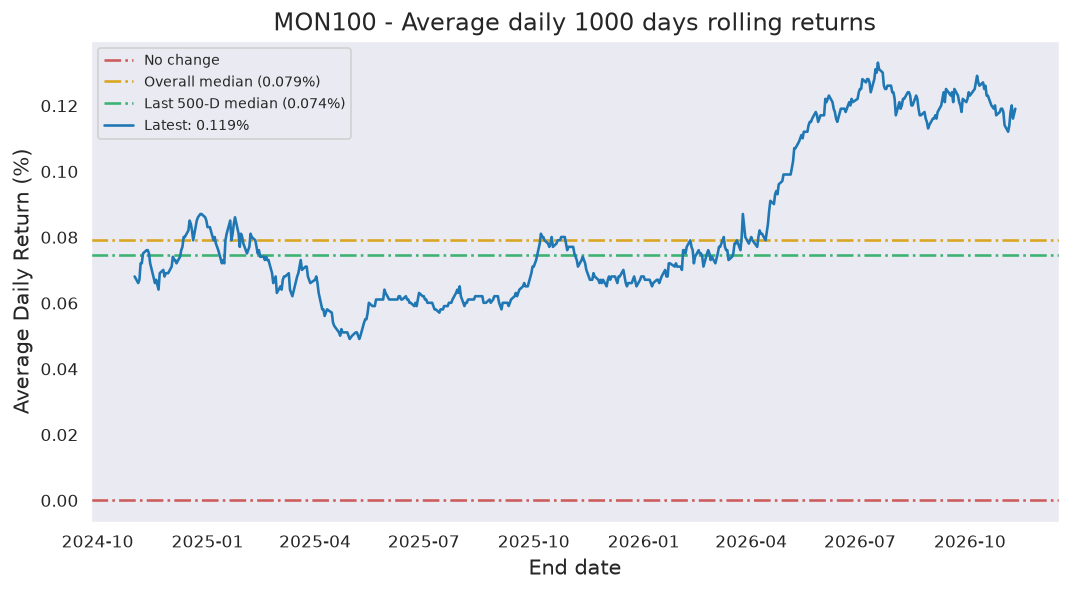 MON100 - Average daily 1000 days rolling returns
No change
Overall median (0.079%)
Last 500-D median (0.074%)
Latest: 0.119%
Average Daily Return (%)
0.12
0.10
0.08
0.06
0.04
0.02
0.00
2024-10 2025-01 2025-04 2025-07 2025-10 2026-01 2026-04 2026-07 2026-10
End date